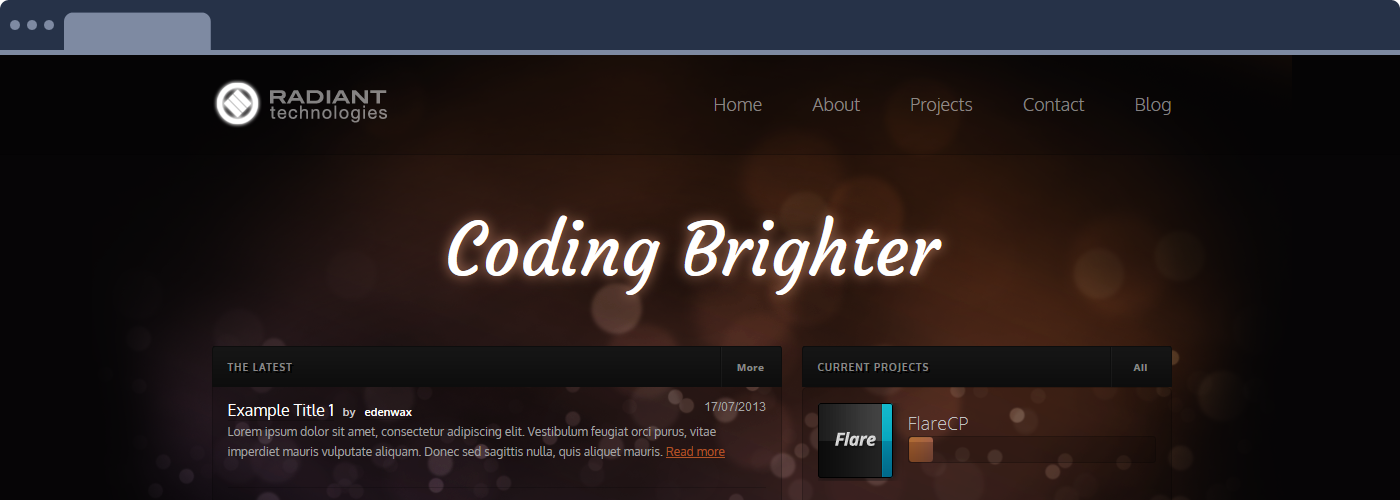 RADIANT
technologies
Home About Projects Contact Blog
Coding Brighter
THE LATEST More
Example Title 1 by edenwax 17/07/2013
Lorem ipsum dolor sit amet, consectetur adipiscing elit. Vestibulum feugiat orci purus, vitae
imperdiet mauris vulputate aliquam. Donec sed sagittis nulla, quis aliquet mauris. Read more
CURRENT PROJECTS All
Flare
FlareCP